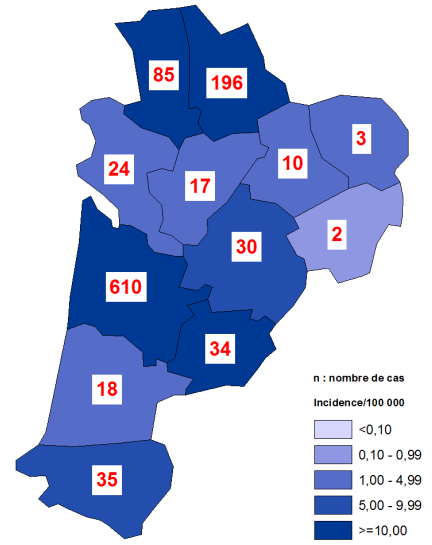 85
196
3
24
10
17
30
2
610
34
18
35
n : nombre de cas
Incidence/100 000
<0,10
0,10 - 0,99
1,00 - 4,99
5,00 - 9,99
>=10,00